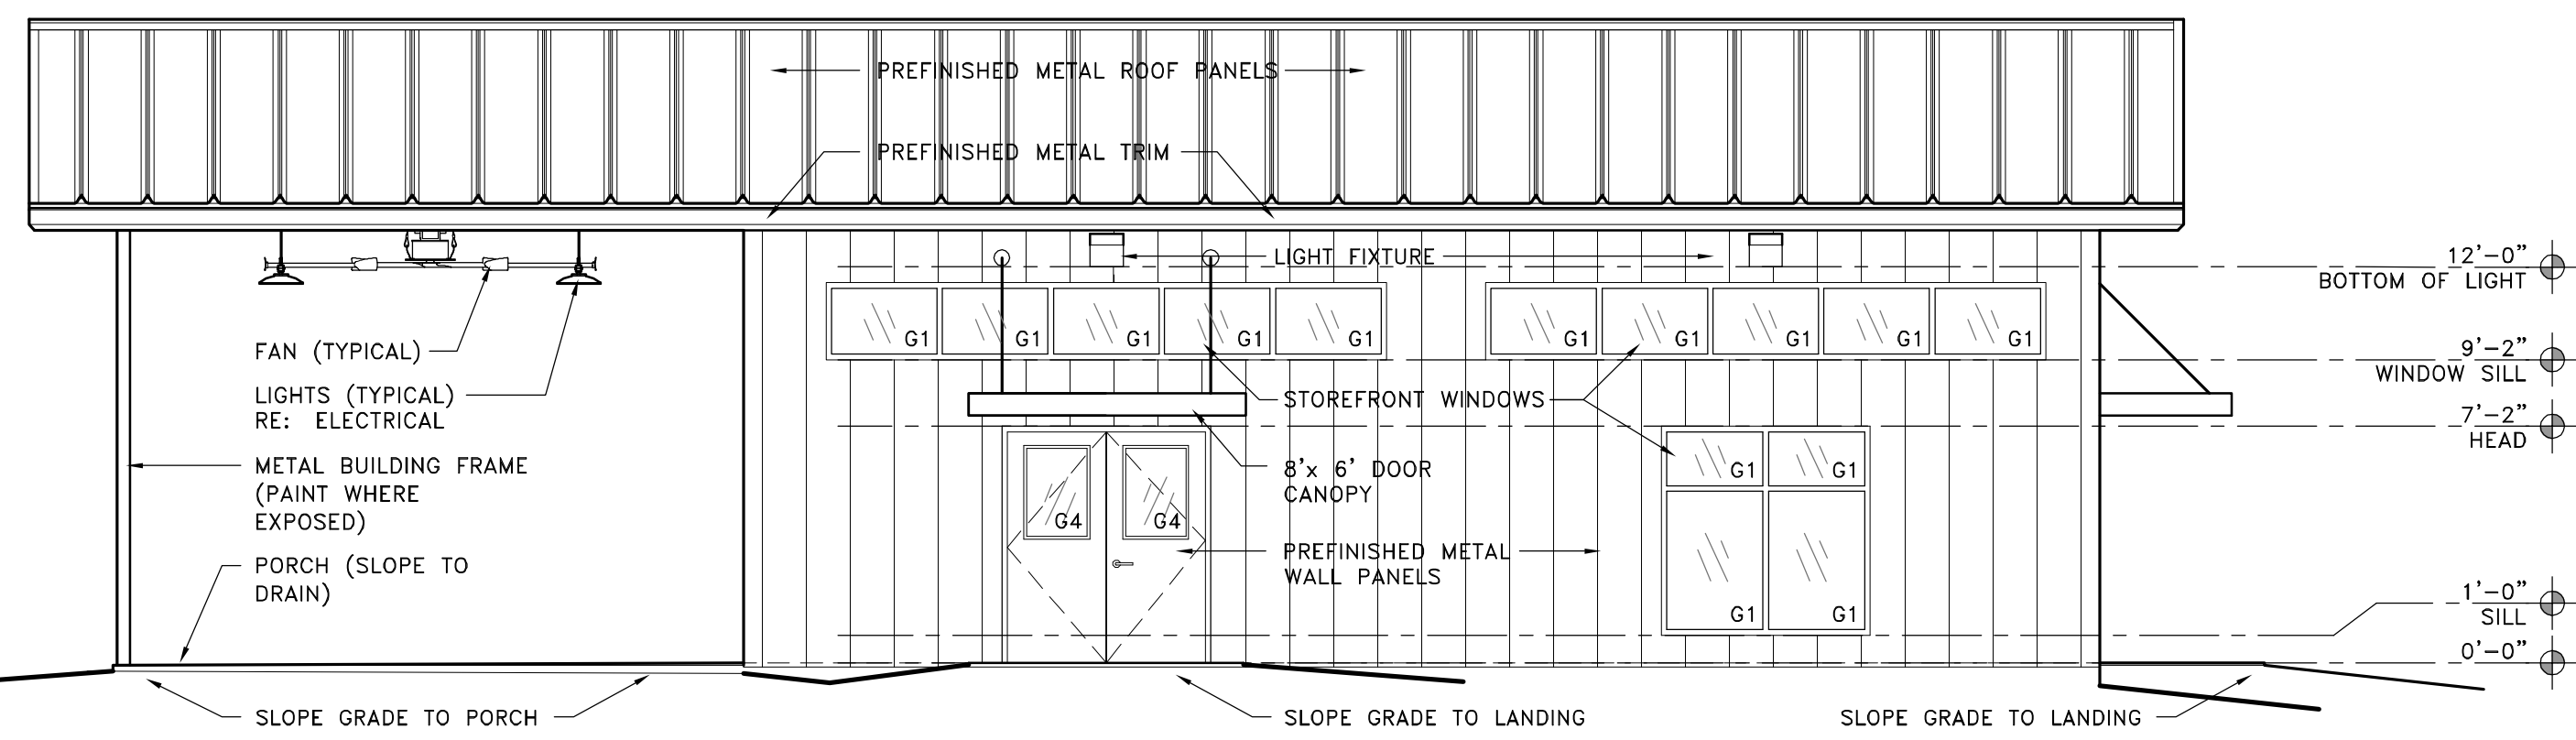 PREFINISHED METAL ROOF PANELS
PREFINISHED METAL TRIM
LIGHT FIXTURE
12'-0"
BOTTOM OF LIGHT
G1 G1 G1 G1 G1 G1 G1 G1 G1 G1
9'-2"
WINDOW SILL
FAN (TYPICAL)
LIGHTS (TYPICAL)
RE: ELECTRICAL
STOREFRONT WINDOWS
7'-2"
HEAD
METAL BUILDING FRAME
(PAINT WHERE
EXPOSED)
8'x 6' DOOR
CANOPY
G1 G1
G4 G4
PORCH (SLOPE TO
DRAIN)
PREFINISHED METAL
WALL PANELS
G1 G1
1'-0"
SILL
0'-0"
SLOPE GRADE TO PORCH
SLOPE GRADE TO LANDING
SLOPE GRADE TO LANDING